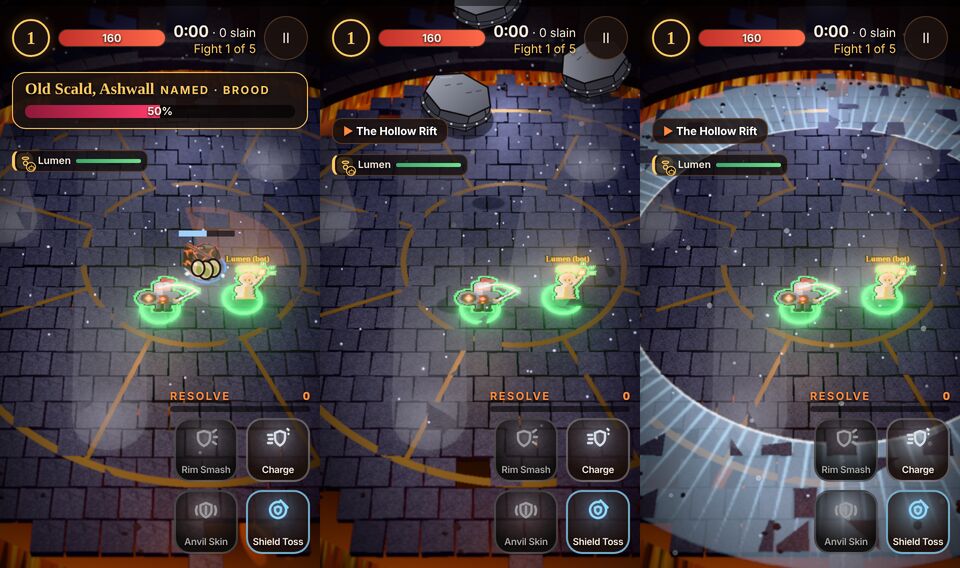 1
160
0:00 · 0 slain
Fight 1 of 5
Old Scald, Ashwall NAMED · BROOD
50%
Lumen
Lumen (bot)
RESOLVE 0
Rim Smash
Charge
Anvil Skin
Shield Toss
1
160
0:00 · 0 slain
Fight 1 of 5
The Hollow Rift
Lumen
Lumen (bot)
RESOLVE 0
Rim Smash
Charge
Anvil Skin
Shield Toss
1
160
0:00 · 0 slain
Fight 1 of 5
The Hollow Rift
Lumen
Lumen (bot)
RESOLVE 0
Rim Smash
Charge
Anvil Skin
Shield Toss